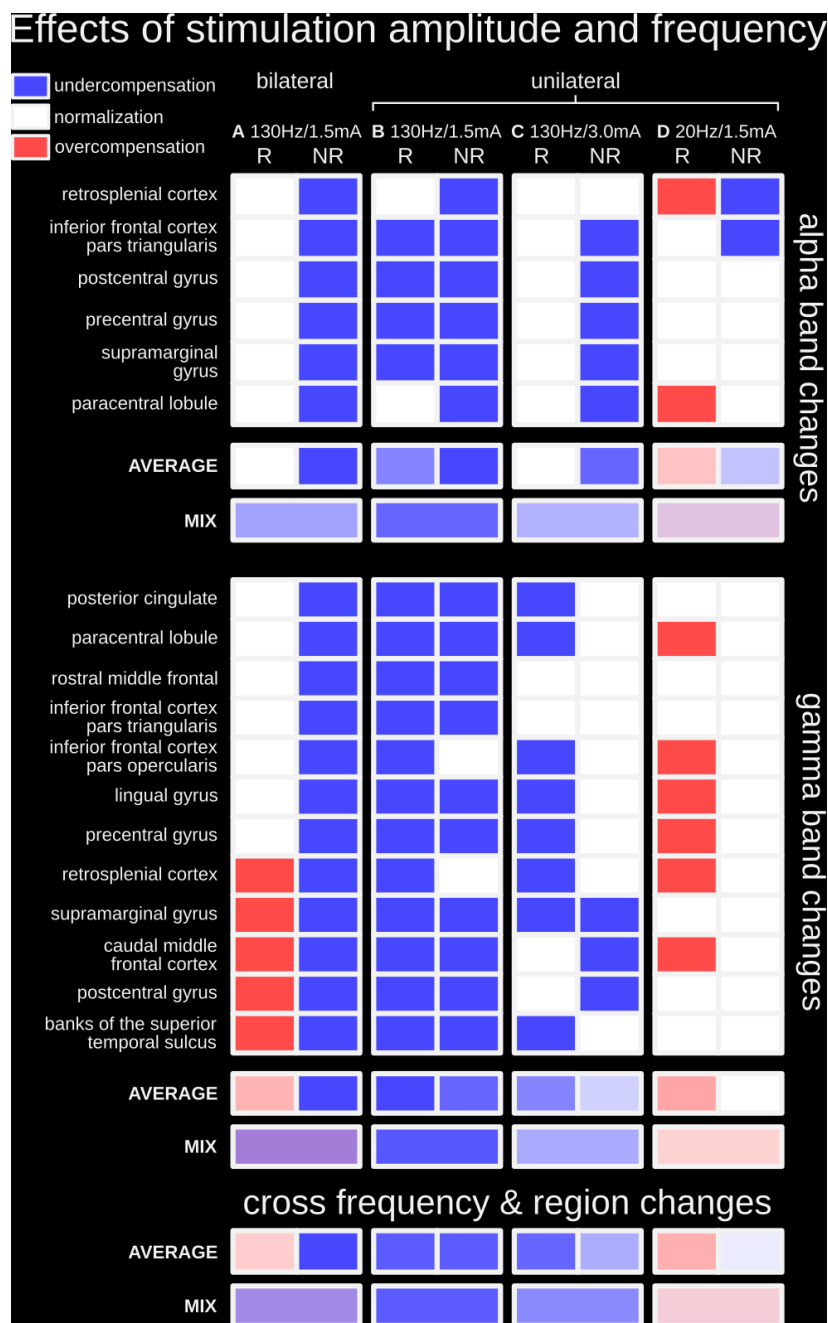 Effects of stimulation amplitude and frequency
undercompensation
normalization
overcompensation
bilateral
unilateral
A 130Hz/1.5mA
B 130Hz/1.5mA
C 130Hz/3.0mA
D 20Hz/1.5mA
R NR R NR R NR R NR
retrosplenial cortex
inferior frontal cortex
pars triangularis
postcentral gyrus
precentral gyrus
supramarginal
gyrus
paracentral lobule
AVERAGE
MIX
alpha band changes
posterior cingulate
paracentral lobule
rostral middle frontal
inferior frontal cortex
pars triangularis
inferior frontal cortex
pars opercularis
lingual gyrus
precentral gyrus
retrosplenial cortex
supramarginal gyrus
caudal middle
frontal cortex
postcentral gyrus
banks of the superior
temporal sulcus
AVERAGE
MIX
gamma band changes
cross frequency & region changes
AVERAGE
MIX